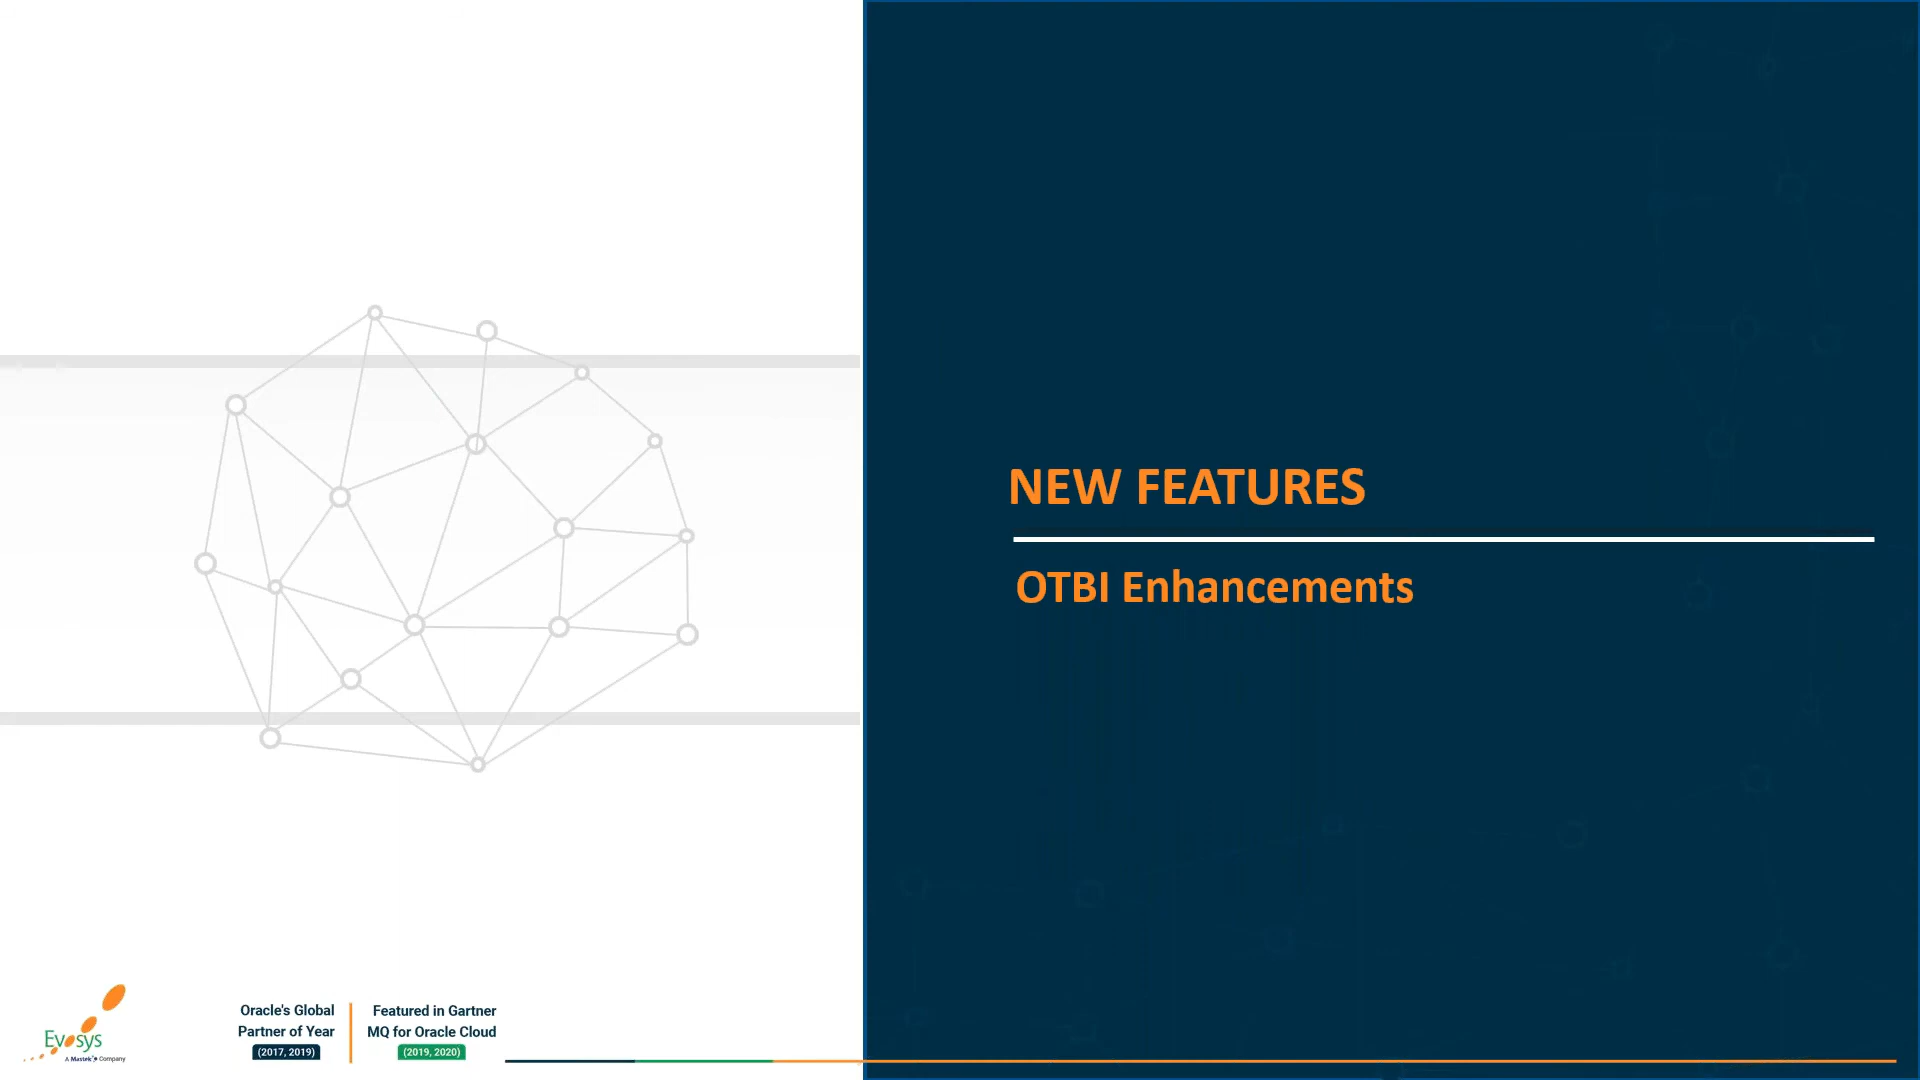 NEW FEATURES
OTBI Enhancements
Evosys
A Mastek Company
Oracle's Global
Partner of Year
(2017, 2019)
Featured in Gartner
MQ for Oracle Cloud
(2019, 2020)